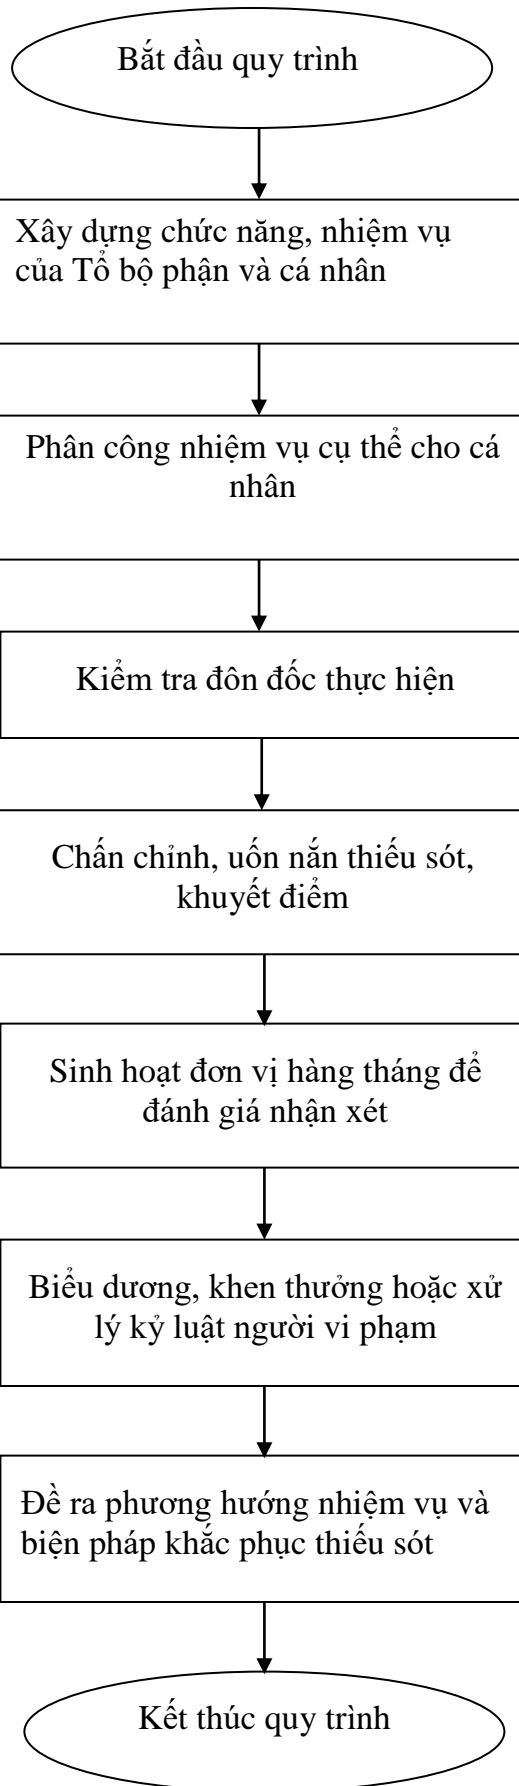 Bắt đầu quy trình
Xây dựng chức năng, nhiệm vụ
của Tổ bộ phận và cá nhân
Phân công nhiệm vụ cụ thể cho cá
nhân
Kiểm tra đôn đốc thực hiện
Chấn chỉnh, uốn nắn thiếu sót,
khuyết điểm
Sinh hoạt đơn vị hàng tháng để
đánh giá nhận xét
Biểu dương, khen thưởng hoặc xử
lý kỷ luật người vi phạm
Đề ra phương hướng nhiệm vụ và
biện pháp khắc phục thiếu sót
Kết thúc quy trình